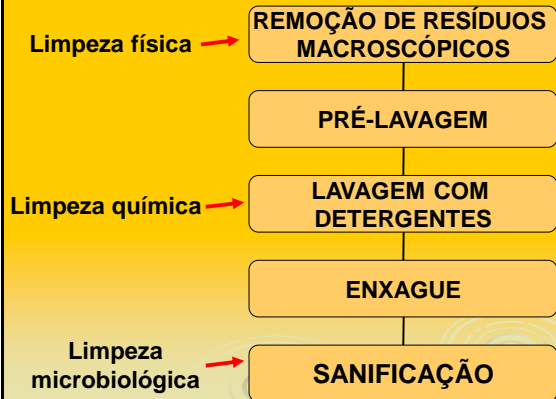 Limpeza física
REMOÇÃO DE RESÍDUOS
MACROSCÓPICOS
PRÉ-LAVAGEM
Limpeza química
LAVAGEM COM
DETERGENTES
ENXAGUE
Limpeza
microbiológica
SANIFICAÇÃO